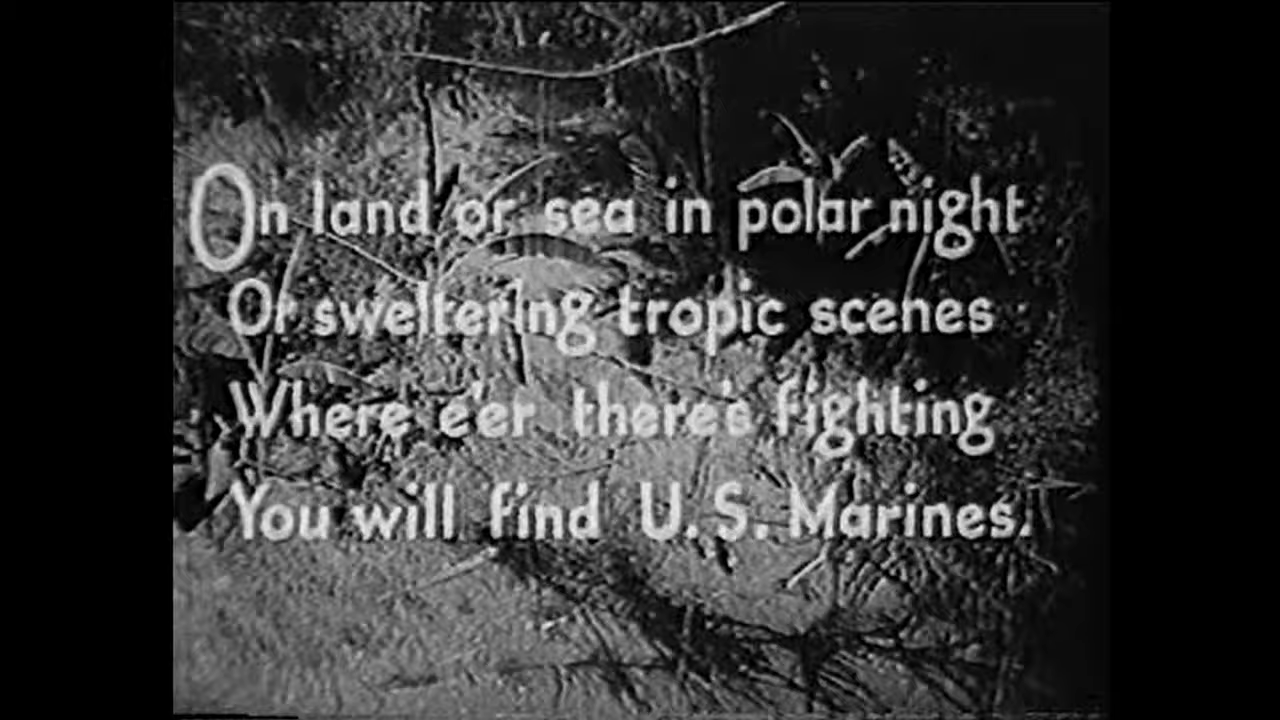 On land or sea in polar night
Or sweltering tropic scenes
Where e'er there's fighting
You will find U.S. Marines.